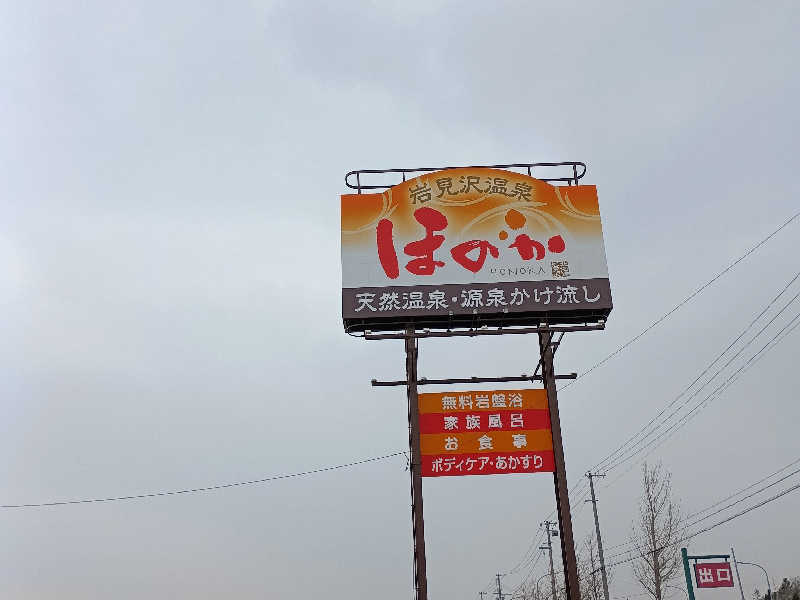 岩見沢温泉
ほのか
HONOKA
天然温泉・源泉かけ流し
無料岩盤浴
家族風呂
お食事
ボディケア・あかすり
出口